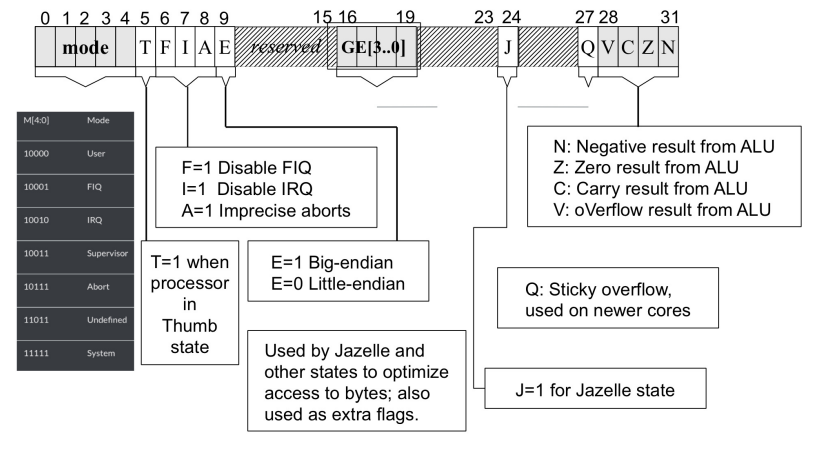 0 1 2 3 4 5 6 7 8 9 15 16 19 23 24 27 28 31
mode T F I A E reserved GE[3..0] J Q V C Z N
M[4:0] Mode
10000 User
10001 FIQ
10010 IRQ
10011 Supervisor
10111 Abort
11011 Undefined
11111 System
F=1 Disable FIQ
I=1 Disable IRQ
A=1 Imprecise aborts
N: Negative result from ALU
Z: Zero result from ALU
C: Carry result from ALU
V: oVerflow result from ALU
T=1 when
processor
in
Thumb
state
E=1 Big-endian
E=0 Little-endian
Q: Sticky overflow,
used on newer cores
Used by Jazelle and
other states to optimize
access to bytes; also
used as extra flags.
J=1 for Jazelle state